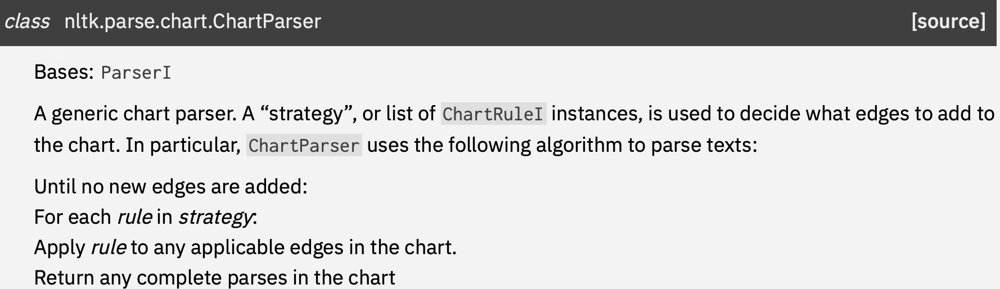 class nltk.parse.chart.ChartParser [source]
Bases: ParserI
A generic chart parser. A “strategy”, or list of ChartRuleI instances, is used to decide what edges to add to
the chart. In particular, ChartParser uses the following algorithm to parse texts:
Until no new edges are added:
For each rule in strategy:
Apply rule to any applicable edges in the chart.
Return any complete parses in the chart